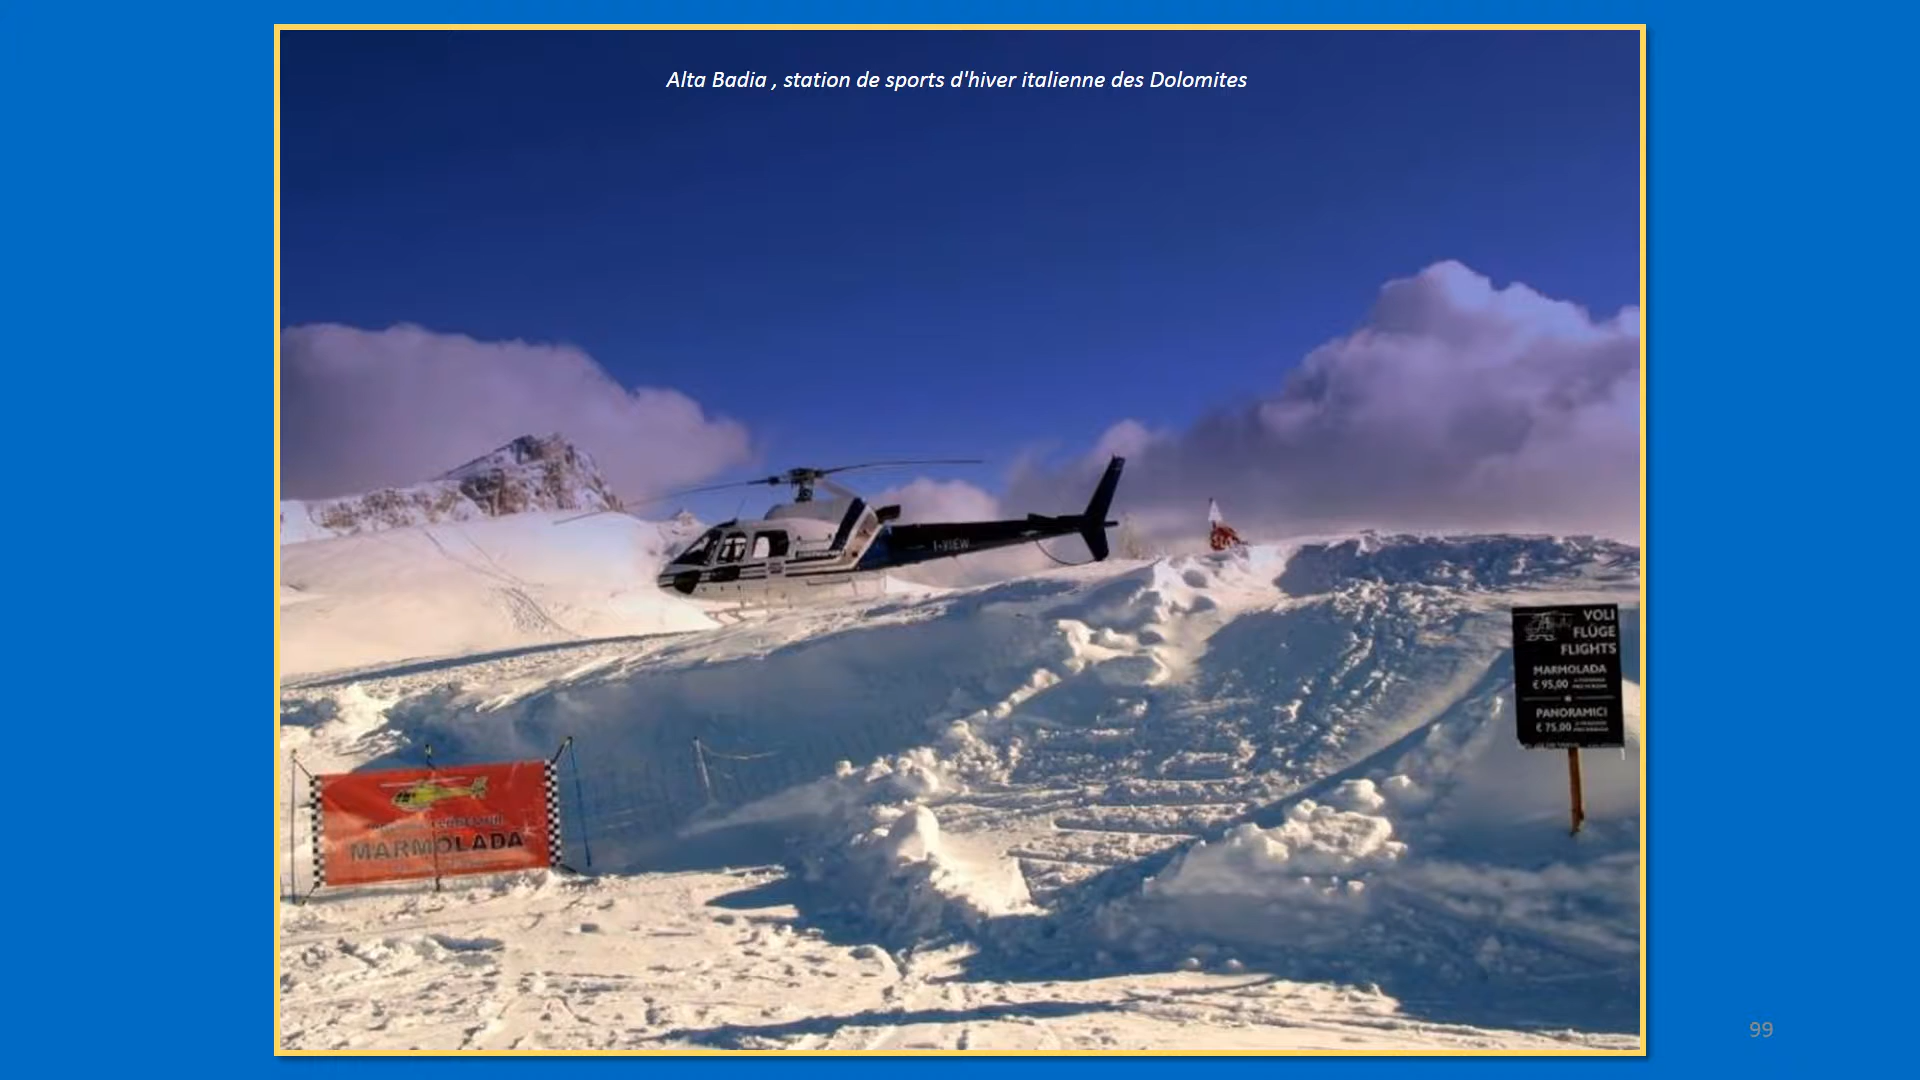 Alta Badia , station de sports d'hiver italienne des Dolomites
I-VIEW
VOLI
FLÜGE
FLIGHTS
MARMOLADA
€ 95,00
PANORAMICI
€ 75,00
MARMOLADA
99